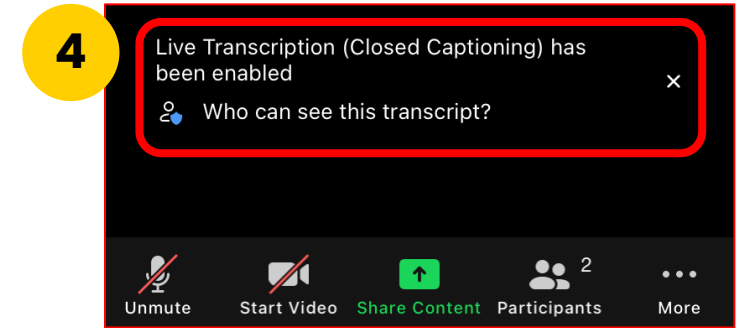 4
Live Transcription (Closed Captioning) has
been enabled
Who can see this transcript?
2
Unmute
Start Video
Share Content
Participants
More